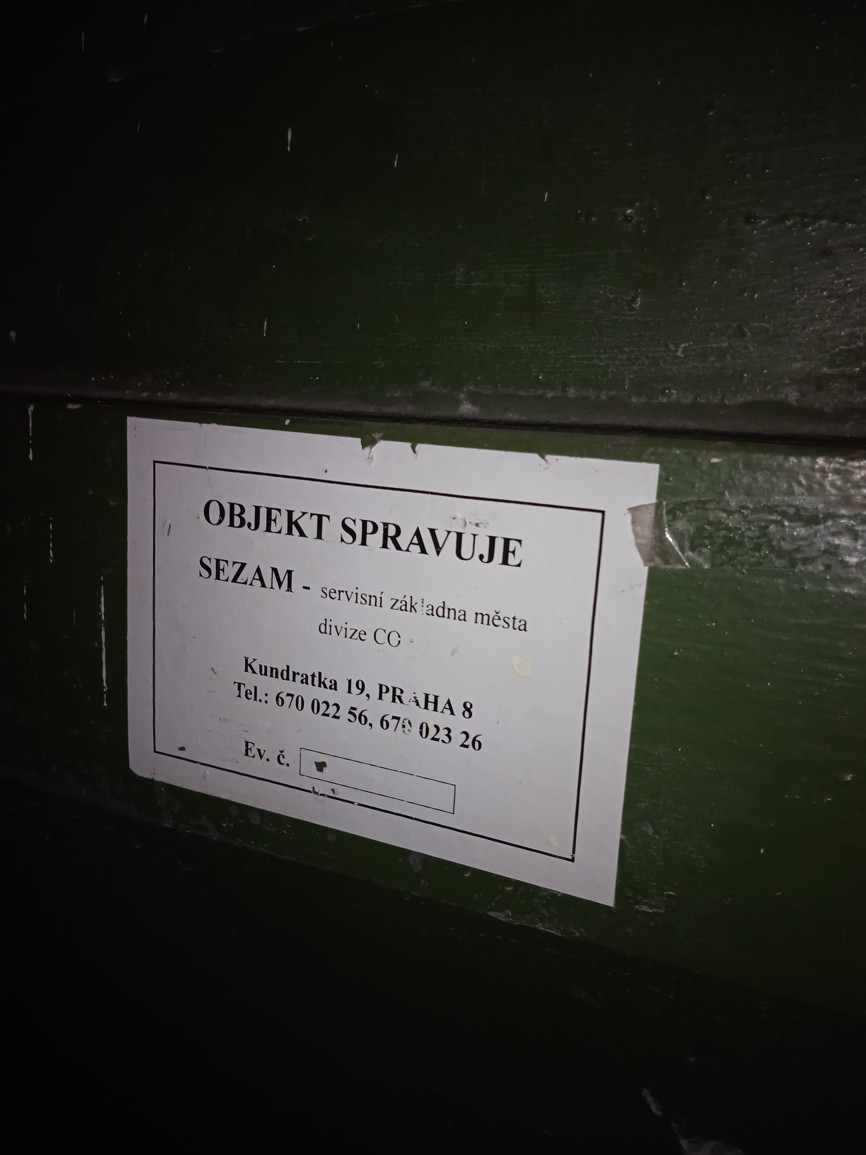 OBJEKT SPRAVUJE
SEZAM - servisní základna města
divize CO
Kundratka 19, PRAHA 8
Tel.: 670 022 56, 670 023 26
Ev. č.